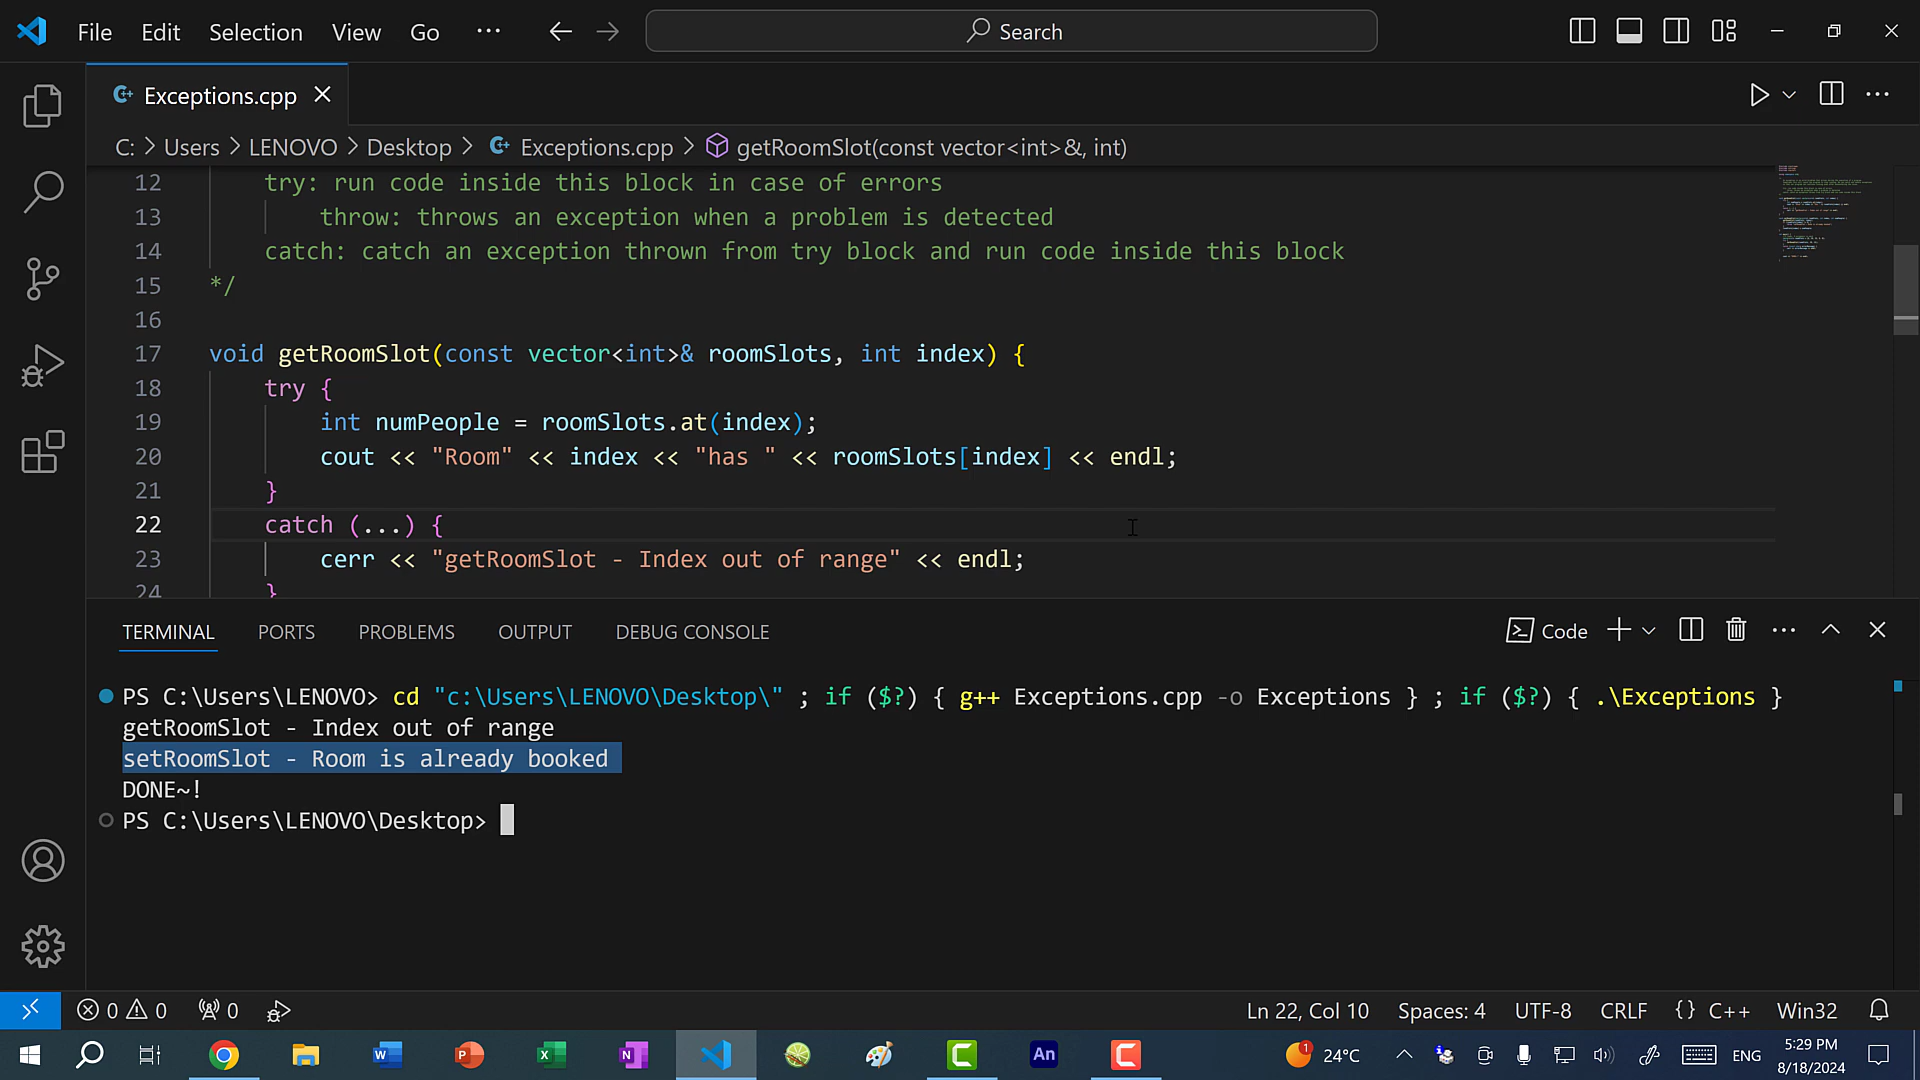 File Edit Selection View Go ··· Search
Exceptions.cpp
C: > Users > LENOVO > Desktop > Exceptions.cpp > getRoomSlot(const vector<int>&, int)
12 try: run code inside this block in case of errors
13 throw: throws an exception when a problem is detected
14 catch: catch an exception thrown from try block and run code inside this block
15 */
16
17 void getRoomSlot(const vector<int>& roomSlots, int index) {
18 try {
19 int numPeople = roomSlots.at(index);
20 cout << "Room" << index << "has " << roomSlots[index] << endl;
21 }
22 catch (...) {
23 cerr << "getRoomSlot - Index out of range" << endl;
24 }
TERMINAL PORTS PROBLEMS OUTPUT DEBUG CONSOLE Code
PS C:\Users\LENOVO> cd "c:\Users\LENOVO\Desktop\" ; if ($?) { g++ Exceptions.cpp -o Exceptions } ; if ($?) { .\Exceptions }
getRoomSlot - Index out of range
setRoomSlot - Room is already booked
DONE~!
PS C:\Users\LENOVO\Desktop>
0 0 0 Ln 22, Col 10 Spaces: 4 UTF-8 CRLF {} C++ Win32
W P X N An C C 1 24°C ENG 5:29 PM
8/18/2024